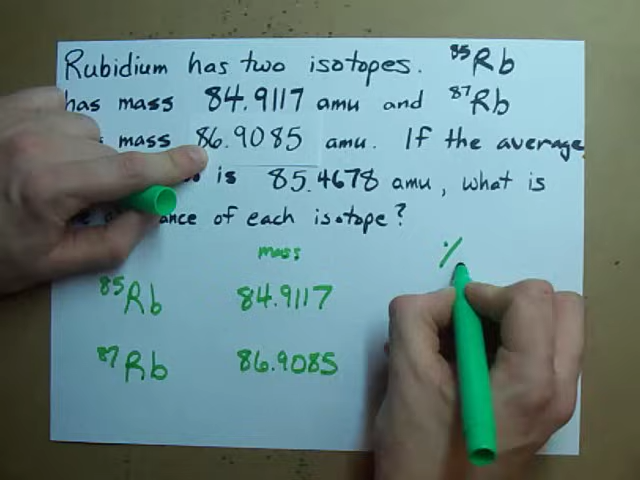 Rubidium has two isotopes. ⁸⁵Rb
has mass 84.9117 amu and ⁸⁷Rb
mass 86.9085 amu. If the average
is 85.4678 amu, what is
of each isotope?
mass %
⁸⁵Rb 84.9117
⁸⁷Rb 86.9085